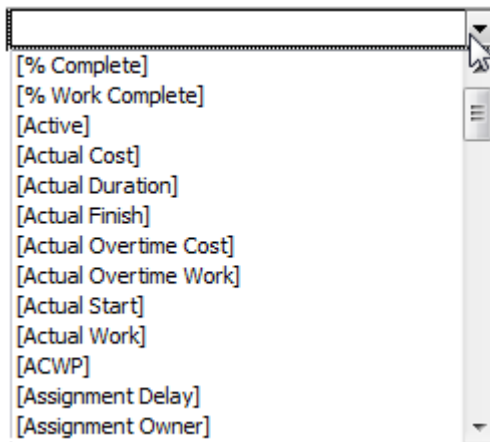 [% Complete]
[% Work Complete]
[Active]
[Actual Cost]
[Actual Duration]
[Actual Finish]
[Actual Overtime Cost]
[Actual Overtime Work]
[Actual Start]
[Actual Work]
[ACWP]
[Assignment Delay]
[Assignment Owner]